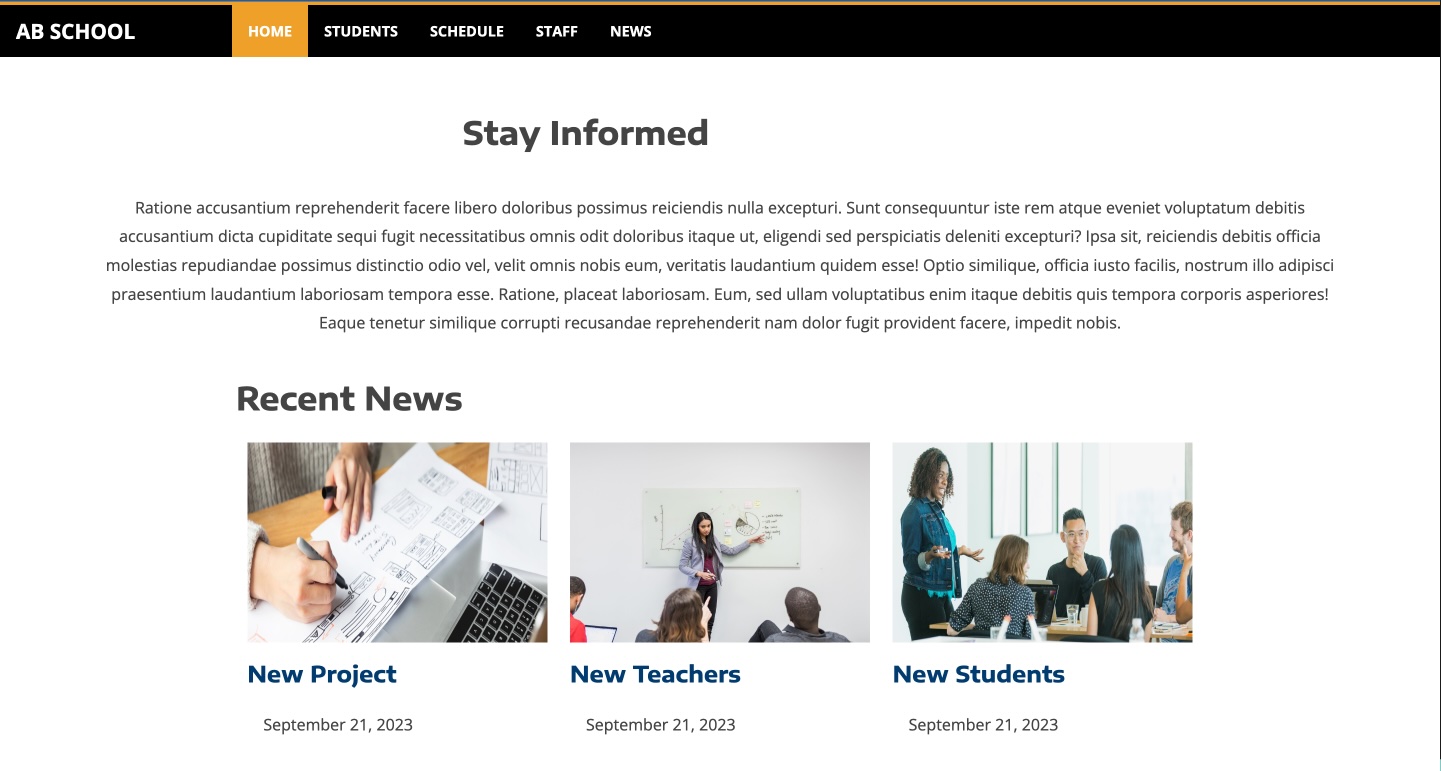 AB SCHOOL
HOME STUDENTS SCHEDULE STAFF NEWS
Stay Informed
Ratione accusantium reprehenderit facere libero doloribus possimus reiciendis nulla excepturi. Sunt consequuntur iste rem atque eveniet voluptatum debitis
accusantium dicta cupiditate sequi fugit necessitatibus omnis odit doloribus itaque ut, eligendi sed perspiciatis deleniti excepturi? Ipsa sit, reiciendis debitis officia
molestias repudiandae possimus distinctio odio vel, velit omnis nobis eum, veritatis laudantium quidem esse! Optio similique, officia iusto facilis, nostrum illo adipisci
praesentium laudantium laboriosam tempora esse. Ratione, placeat laboriosam. Eum, sed ullam voluptatibus enim itaque debitis quis tempora corporis asperiores!
Eaque tenetur similique corrupti recusandae reprehenderit nam dolor fugit provident facere, impedit nobis.
Recent News
New Project
September 21, 2023
New Teachers
September 21, 2023
New Students
September 21, 2023